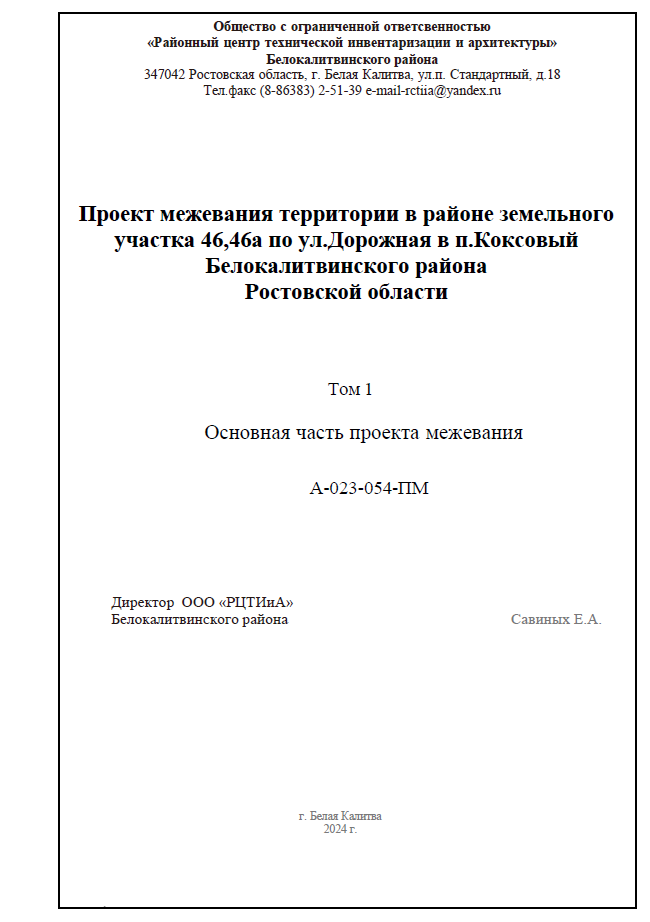 Общество с ограниченной ответсвенностью
«Районный центр технической инвентаризации и архитектуры»
Белокалитвинского района
347042 Ростовская область, г. Белая Калитва, ул.п. Стандартный, д.18
Тел.факс (8-86383) 2-51-39 e-mail-rctiia@yandex.ru
Проект межевания территории в районе земельного
участка 46,46а по ул.Дорожная в п.Коксовый
Белокалитвинского района
Ростовской области
Том 1
Основная часть проекта межевания
А-023-054-ПМ
Директор ООО «РЦТИиА»
Белокалитвинского района Савиных Е.А.
г. Белая Калитва
2024 г.